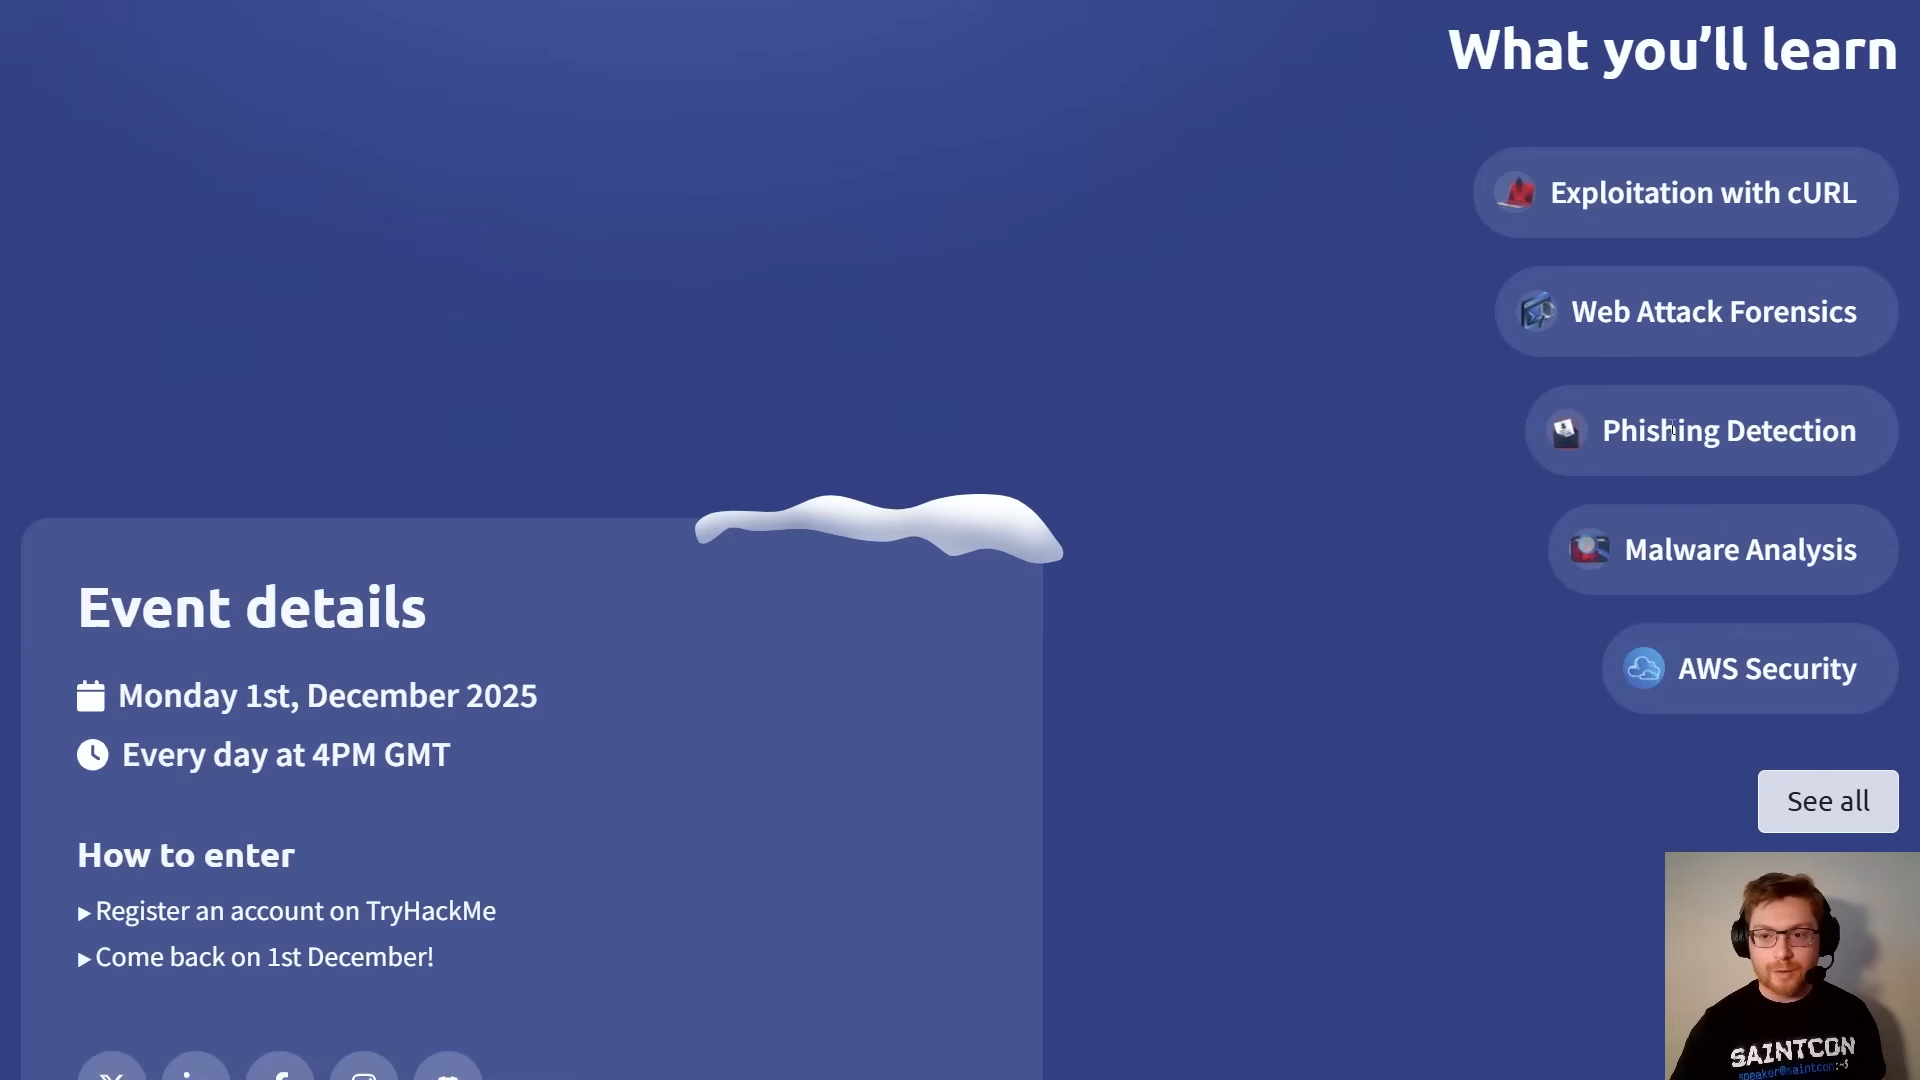 What you’ll learn
Exploitation with cURL
Web Attack Forensics
Phishing Detection
Malware Analysis
AWS Security
See all
Event details
Monday 1st, December 2025
Every day at 4PM GMT
How to enter
▸Register an account on TryHackMe
▸Come back on 1st December!
SAINTCON
speaker@saintcon:~$